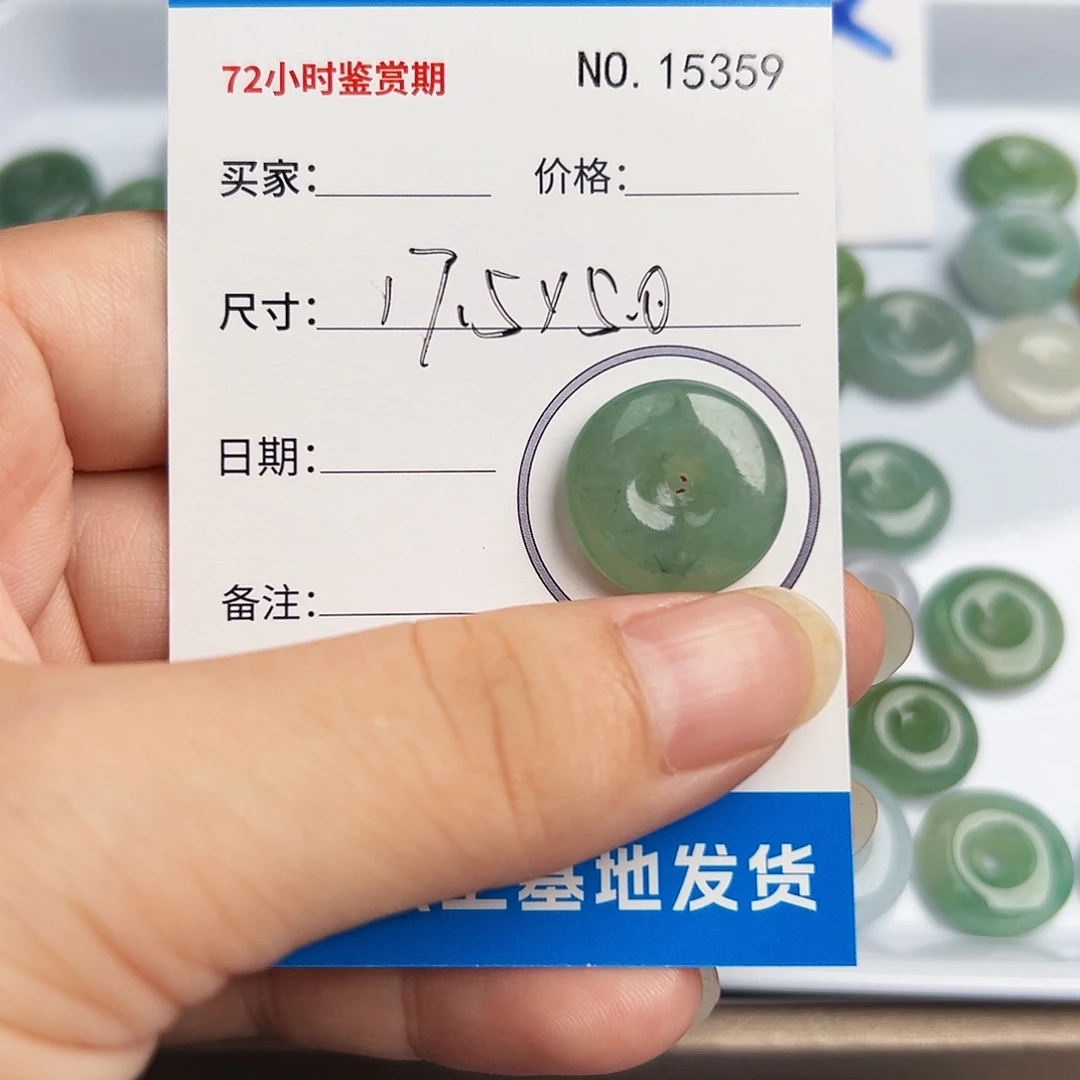 72小时鉴赏期 NO. 15359
买家: 价格:
尺寸: 17.5x5.0
日期:
备注:
基地发货